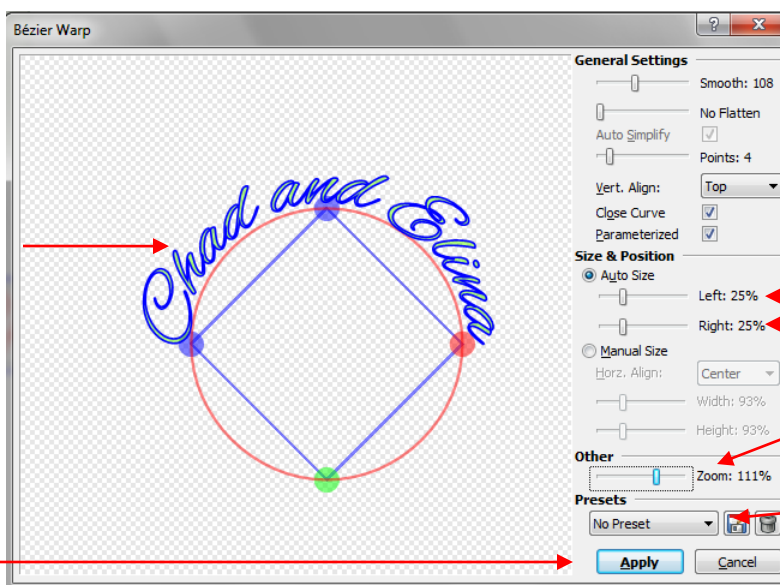 Bézier Warp
?
X
Chad and Elima
General Settings
Smooth: 108
No Flatten
Auto Simplify
Points: 4
Vert. Align: Top
Close Curve
Parameterized
Size & Position
Auto Size
Left: 25%
Right: 25%
Manual Size
Horz. Align: Center
Width: 93%
Height: 93%
Other
Zoom: 111%
Presets
No Preset
Apply Cancel